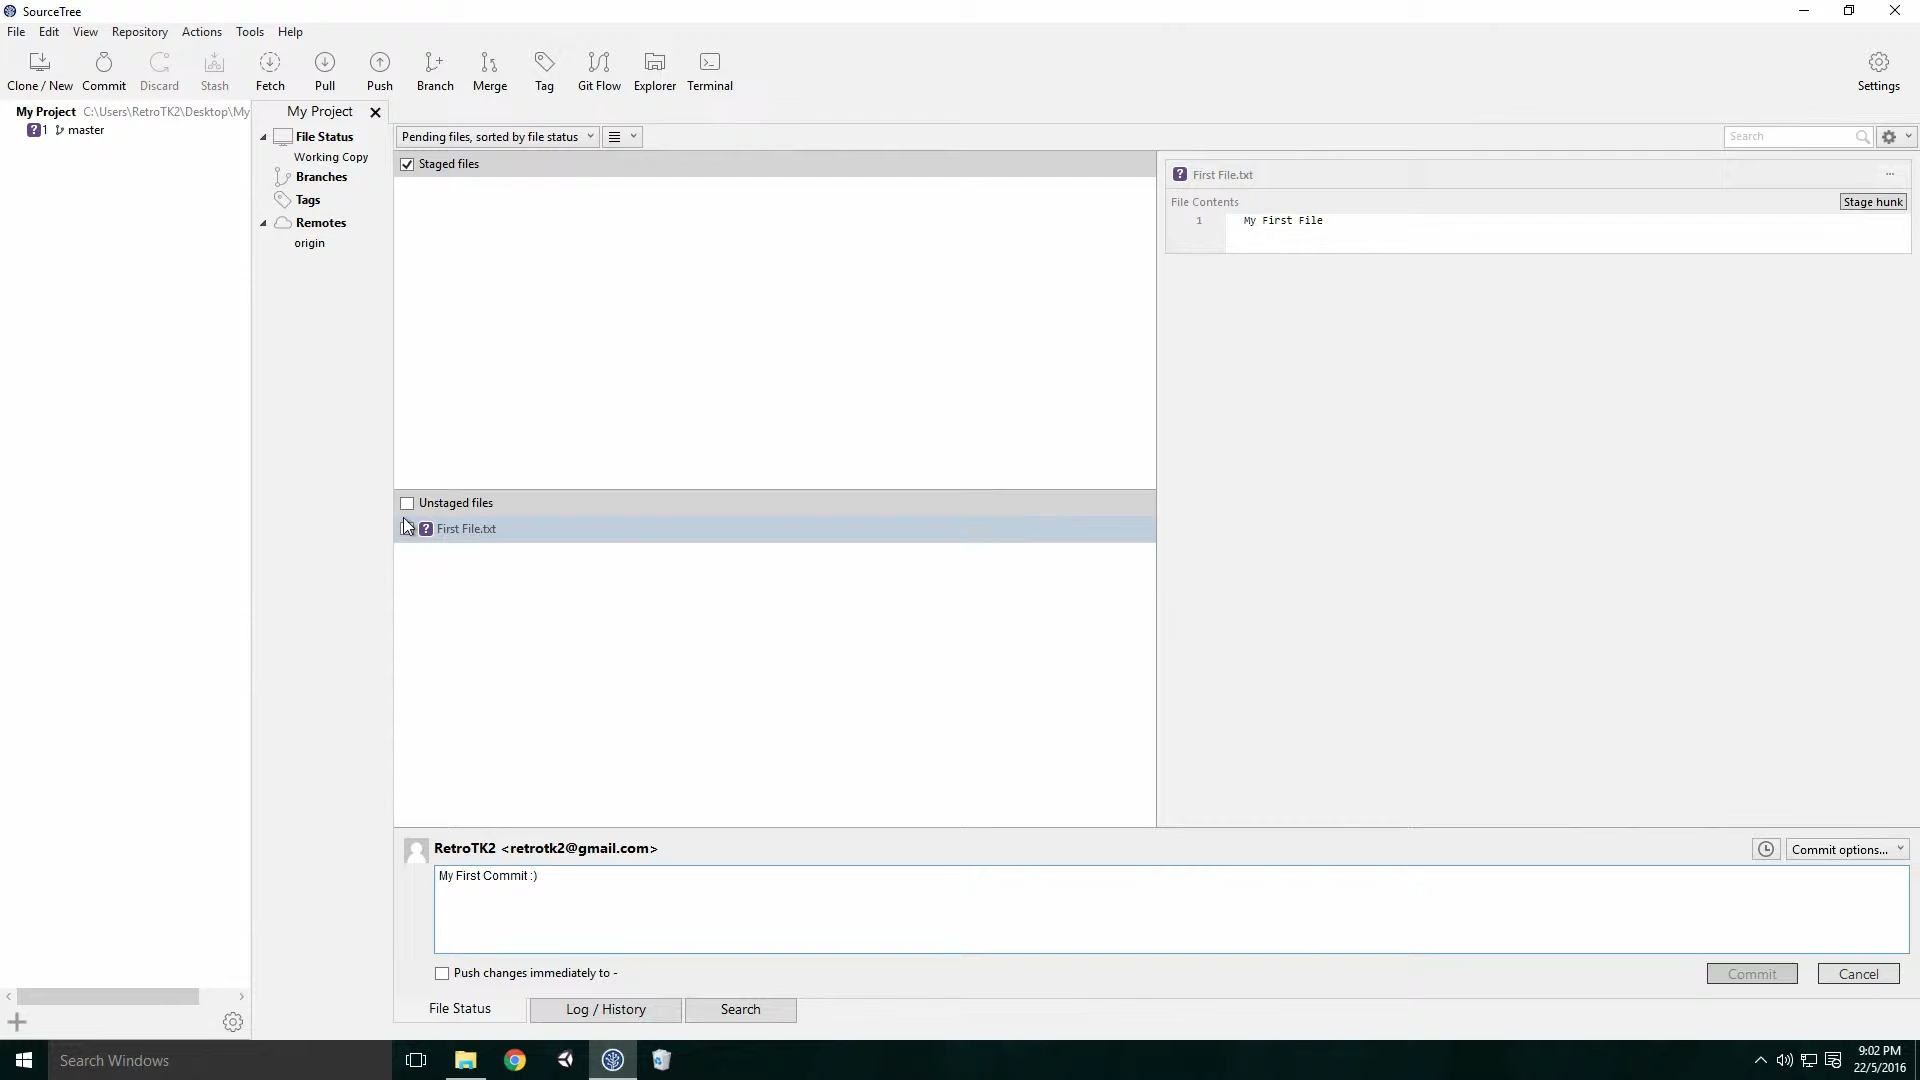 SourceTree
File Edit View Repository Actions Tools Help
Clone / New Commit Discard Stash Fetch Pull Push Branch Merge Tag Git Flow Explorer Terminal Settings
My Project C:\Users\RetroTK2\Desktop\My
1 master
My Project
File Status
Working Copy
Branches
Tags
Remotes
origin
Pending files, sorted by file status
Search
Staged files
Unstaged files
? First File.txt
? First File.txt ...
File Contents Stage hunk
1 My First File
RetroTK2 <retrotk2@gmail.com>
Commit options...
My First Commit :)
Push changes immediately to -
Commit Cancel
File Status Log / History Search
Search Windows
9:02 PM
22/5/2016